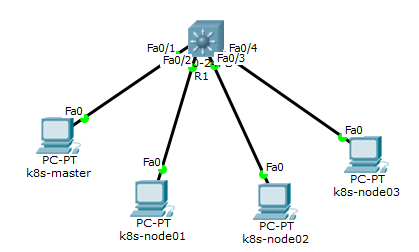 Fa0/1
Fa0/4
Fa0/2
Fa0/3
R1
Fa0
PC-PT
k8s-master
Fa0
PC-PT
k8s-node03
Fa0
PC-PT
k8s-node01
Fa0
PC-PT
k8s-node02